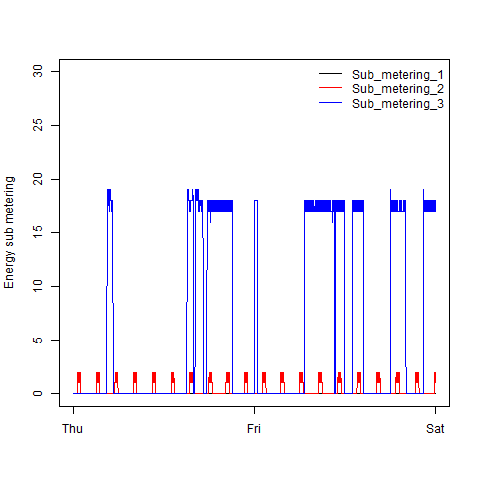 30
25
20
15
10
5
0
Energy sub metering
Sub_metering_1
Sub_metering_2
Sub_metering_3
Thu Fri Sat